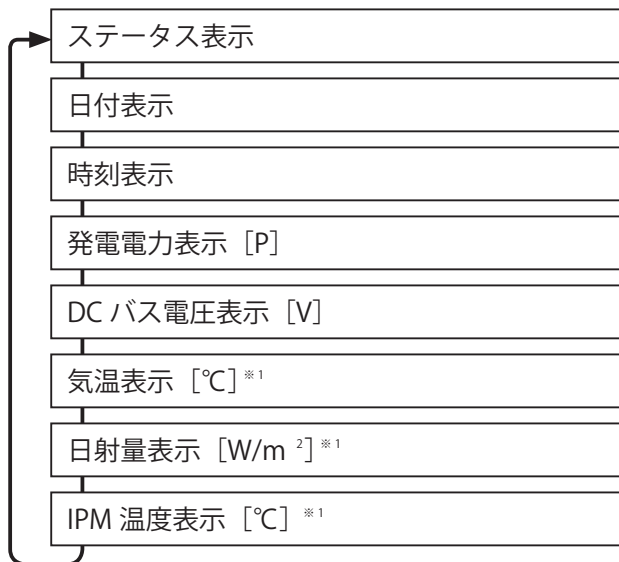 ステータス表示
日付表示
時刻表示
発電電力表示［P］
DC バス電圧表示［V］
気温表示［℃］※1
日射量表示［W/m ²］※1
IPM 温度表示［℃］※1